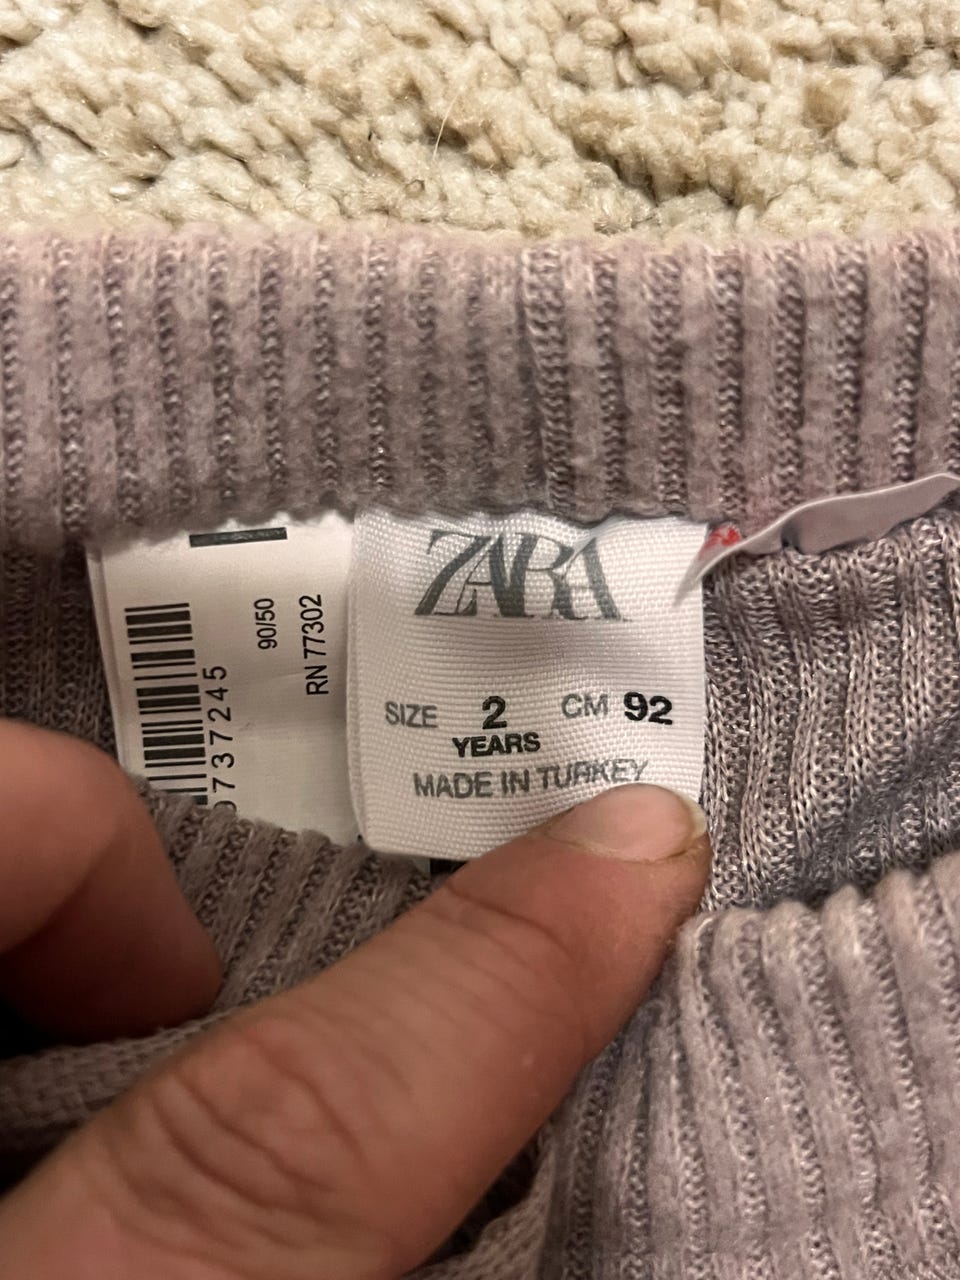 ZARA
SIZE 2 CM 92
YEARS
MADE IN TURKEY
737245
90/50
RN 77302